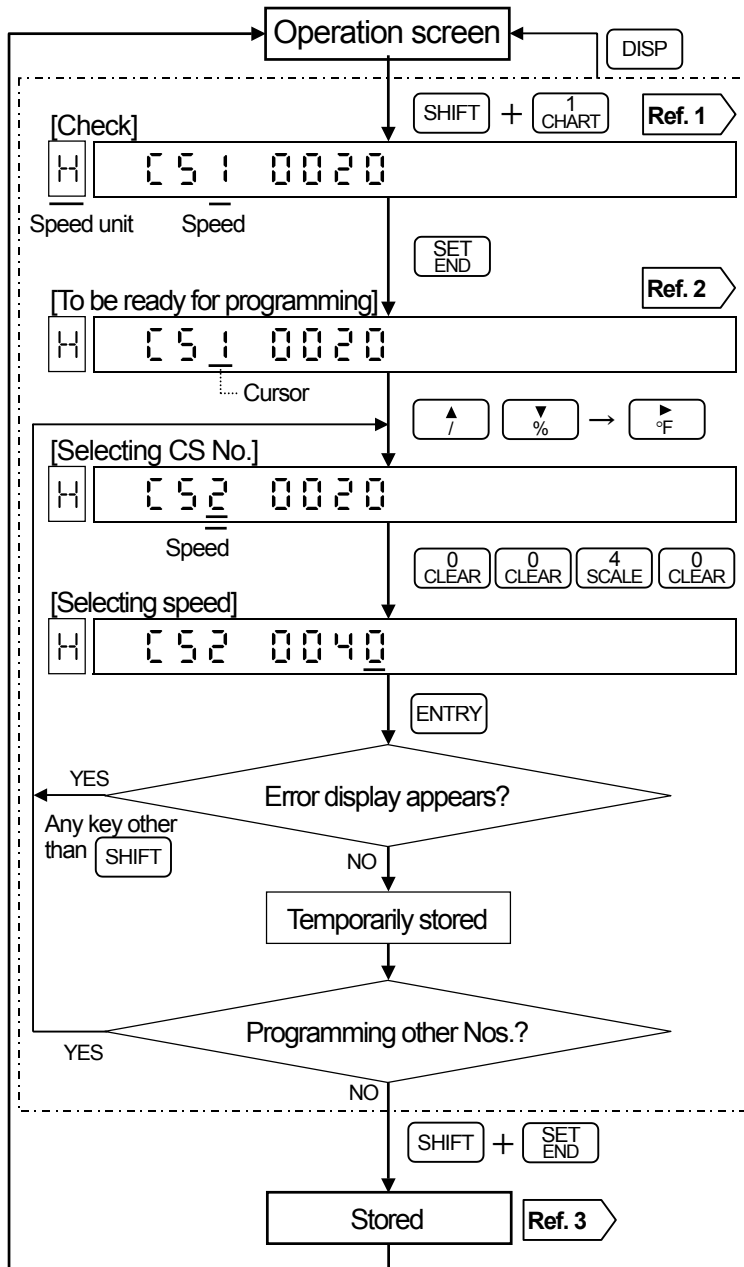 Operation screen
DISP
SHIFT + 1 CHART
Ref. 1
[Check]
H CS1 0020
Speed unit Speed
SET END
Ref. 2
[To be ready for programming]
H CS1 0020
Cursor
▲ / ▼ % → ► °F
[Selecting CS No.]
H CS2 0020
Speed
0 CLEAR 0 CLEAR 4 SCALE 0 CLEAR
[Selecting speed]
H CS2 0040
ENTRY
YES
Error display appears?
Any key other
than SHIFT
NO
Temporarily stored
Programming other Nos.?
YES
NO
SHIFT + SET END
Stored
Ref. 3